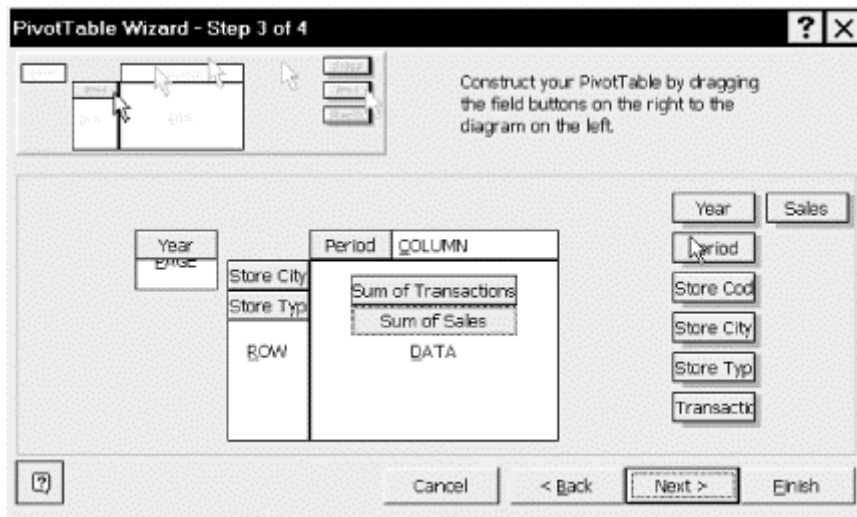 PivotTable Wizard - Step 3 of 4
? X
Construct your PivotTable by dragging
the field buttons on the right to the
diagram on the left.
Year Sales
Year
PAGE
Period COLUMN
Period
Store City
Store Typ
Sum of Transactions
Sum of Sales
ROW
DATA
Store Cod
Store City
Store Typ
Transactic
?
Cancel
< Back
Next >
Finish